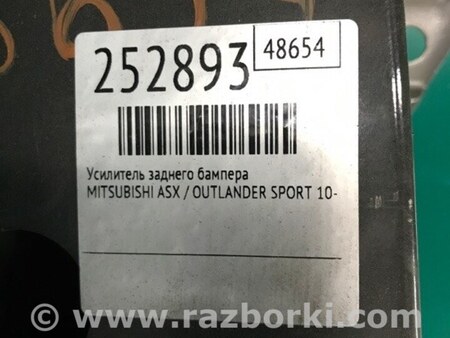 252893
48654
Усилитель заднего бампера
MITSUBISHI ASX / OUTLANDER SPORT 10-
© www.razborki.com